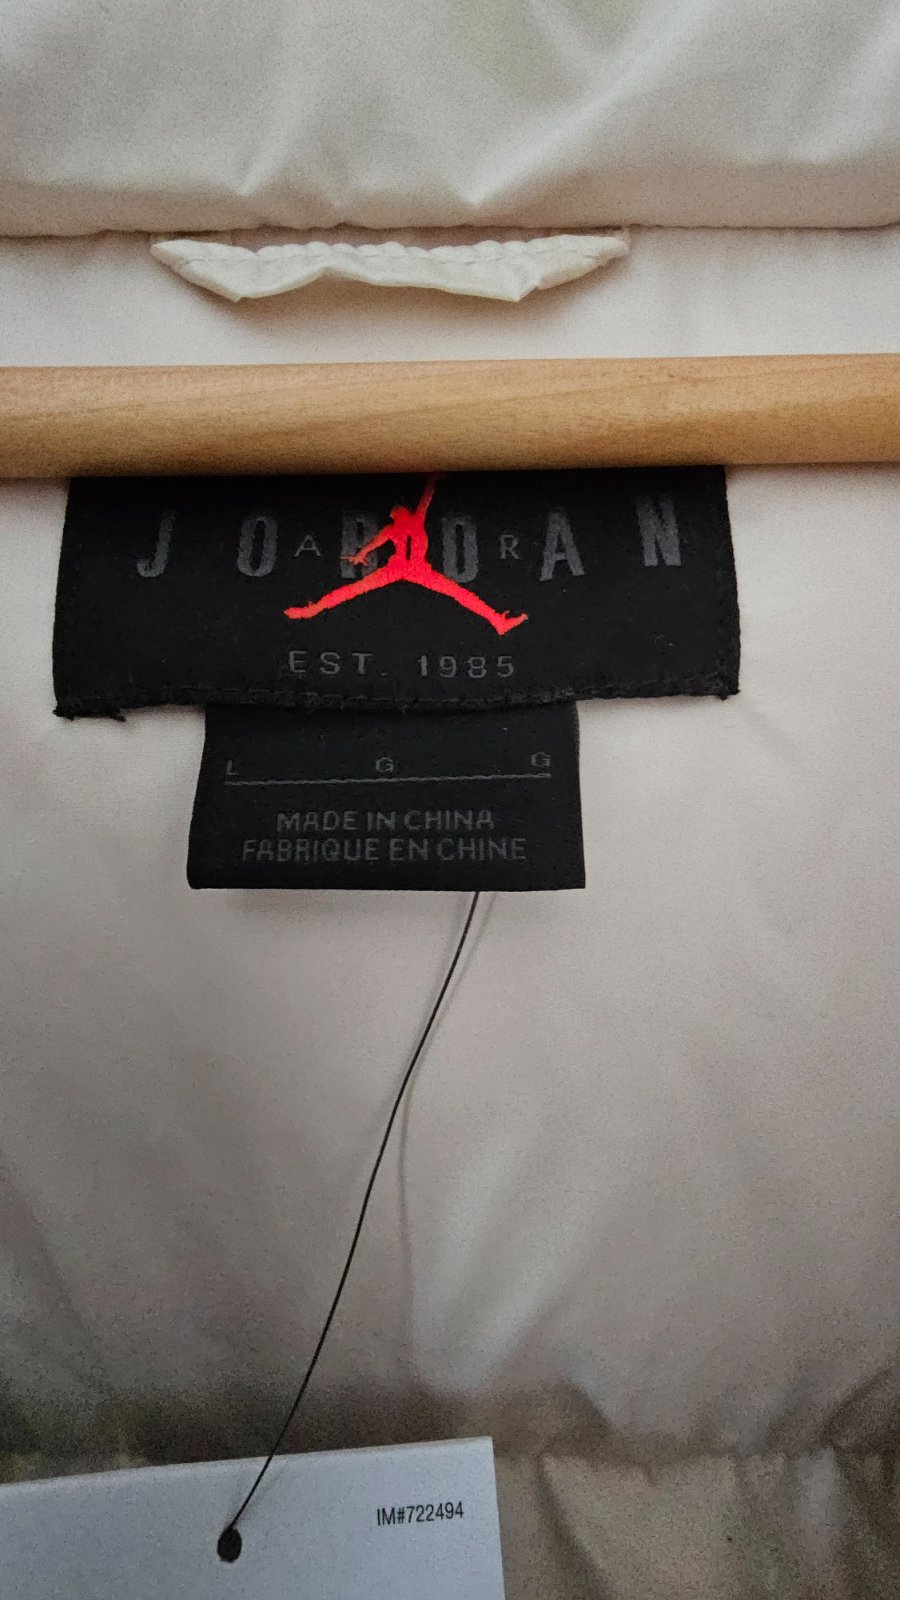 JORDAN
AIR
EST. 1985
L G G
MADE IN CHINA
FABRIQUE EN CHINE
IM#722494